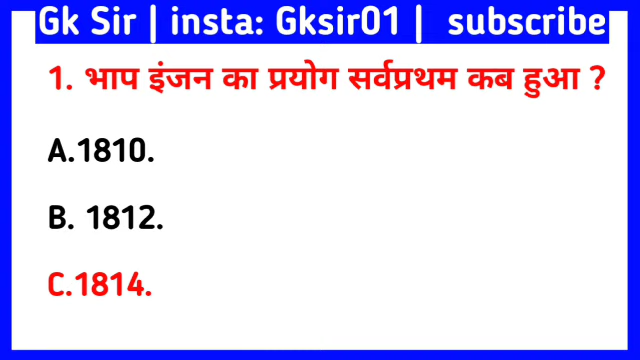 Gk Sir | insta: Gksir01 | subscribe
1. भाप इंजन का प्रयोग सर्वप्रथम कब हुआ ?
A.1810.
B. 1812.
C.1814.